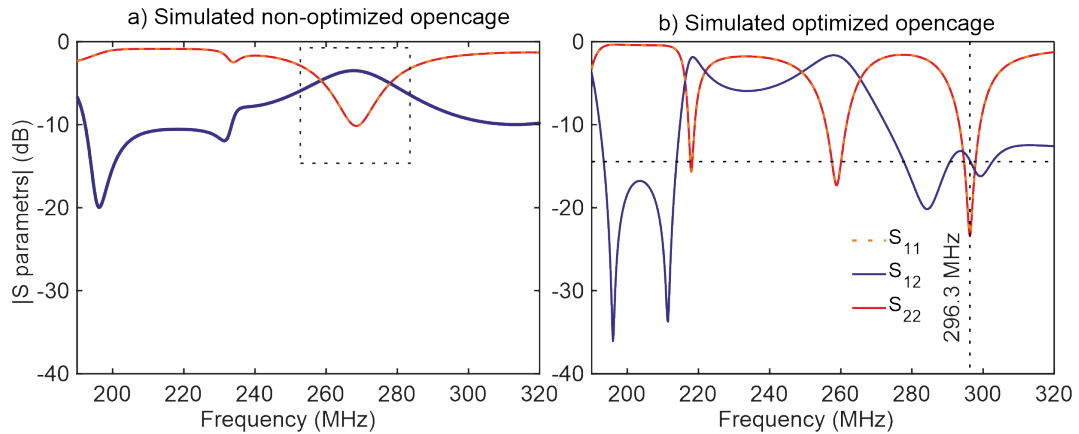 a) Simulated non-optimized opencage
b) Simulated optimized opencage
|S parametrs| (dB)
0
-10
-20
-30
-40
200
220
240
260
280
300
320
Frequency (MHz)
0
-10
-20
-30
-40
200
220
240
260
280
300
320
Frequency (MHz)
S11
S12
S22
296.3 MHz